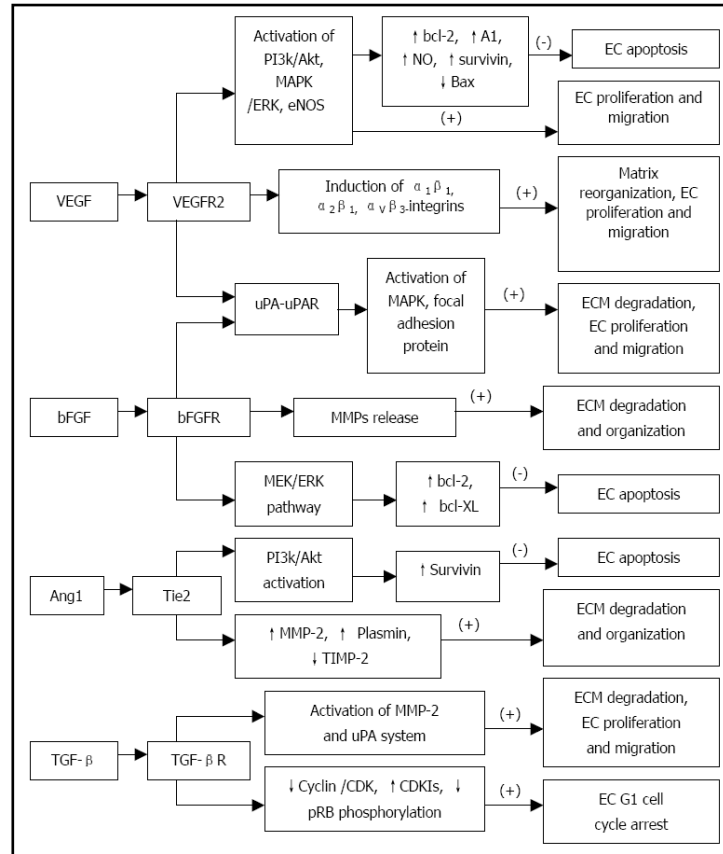 Activation of
PI3k/Akt,
MAPK
/ERK, eNOS
↑bcl-2, ↑A1,
↑NO, ↑survivin,
↓Bax
(-)
EC apoptosis
(+)
EC proliferation and
migration
VEGF
VEGFR2
Induction of α₁β₁,
α₂β₁, αᵥβ₃-integrins
(+)
Matrix
reorganization, EC
proliferation and
migration
uPA-uPAR
Activation of
MAPK, focal
adhesion
protein
(+)
ECM degradation,
EC proliferation
and migration
bFGF
bFGFR
MMPs release
(+)
ECM degradation
and organization
MEK/ERK
pathway
↑bcl-2,
↑ bcl-XL
(-)
EC apoptosis
Ang1
Tie2
PI3k/Akt
activation
↑Survivin
(-)
EC apoptosis
↑MMP-2, ↑ Plasmin,
↓TIMP-2
(+)
ECM degradation
and organization
TGF-β
TGF-βR
Activation of MMP-2
and uPA system
(+)
ECM degradation,
EC proliferation
and migration
↓Cyclin /CDK, ↑CDKIs, ↓
pRB phosphorylation
(+)
EC G1 cell
cycle arrest